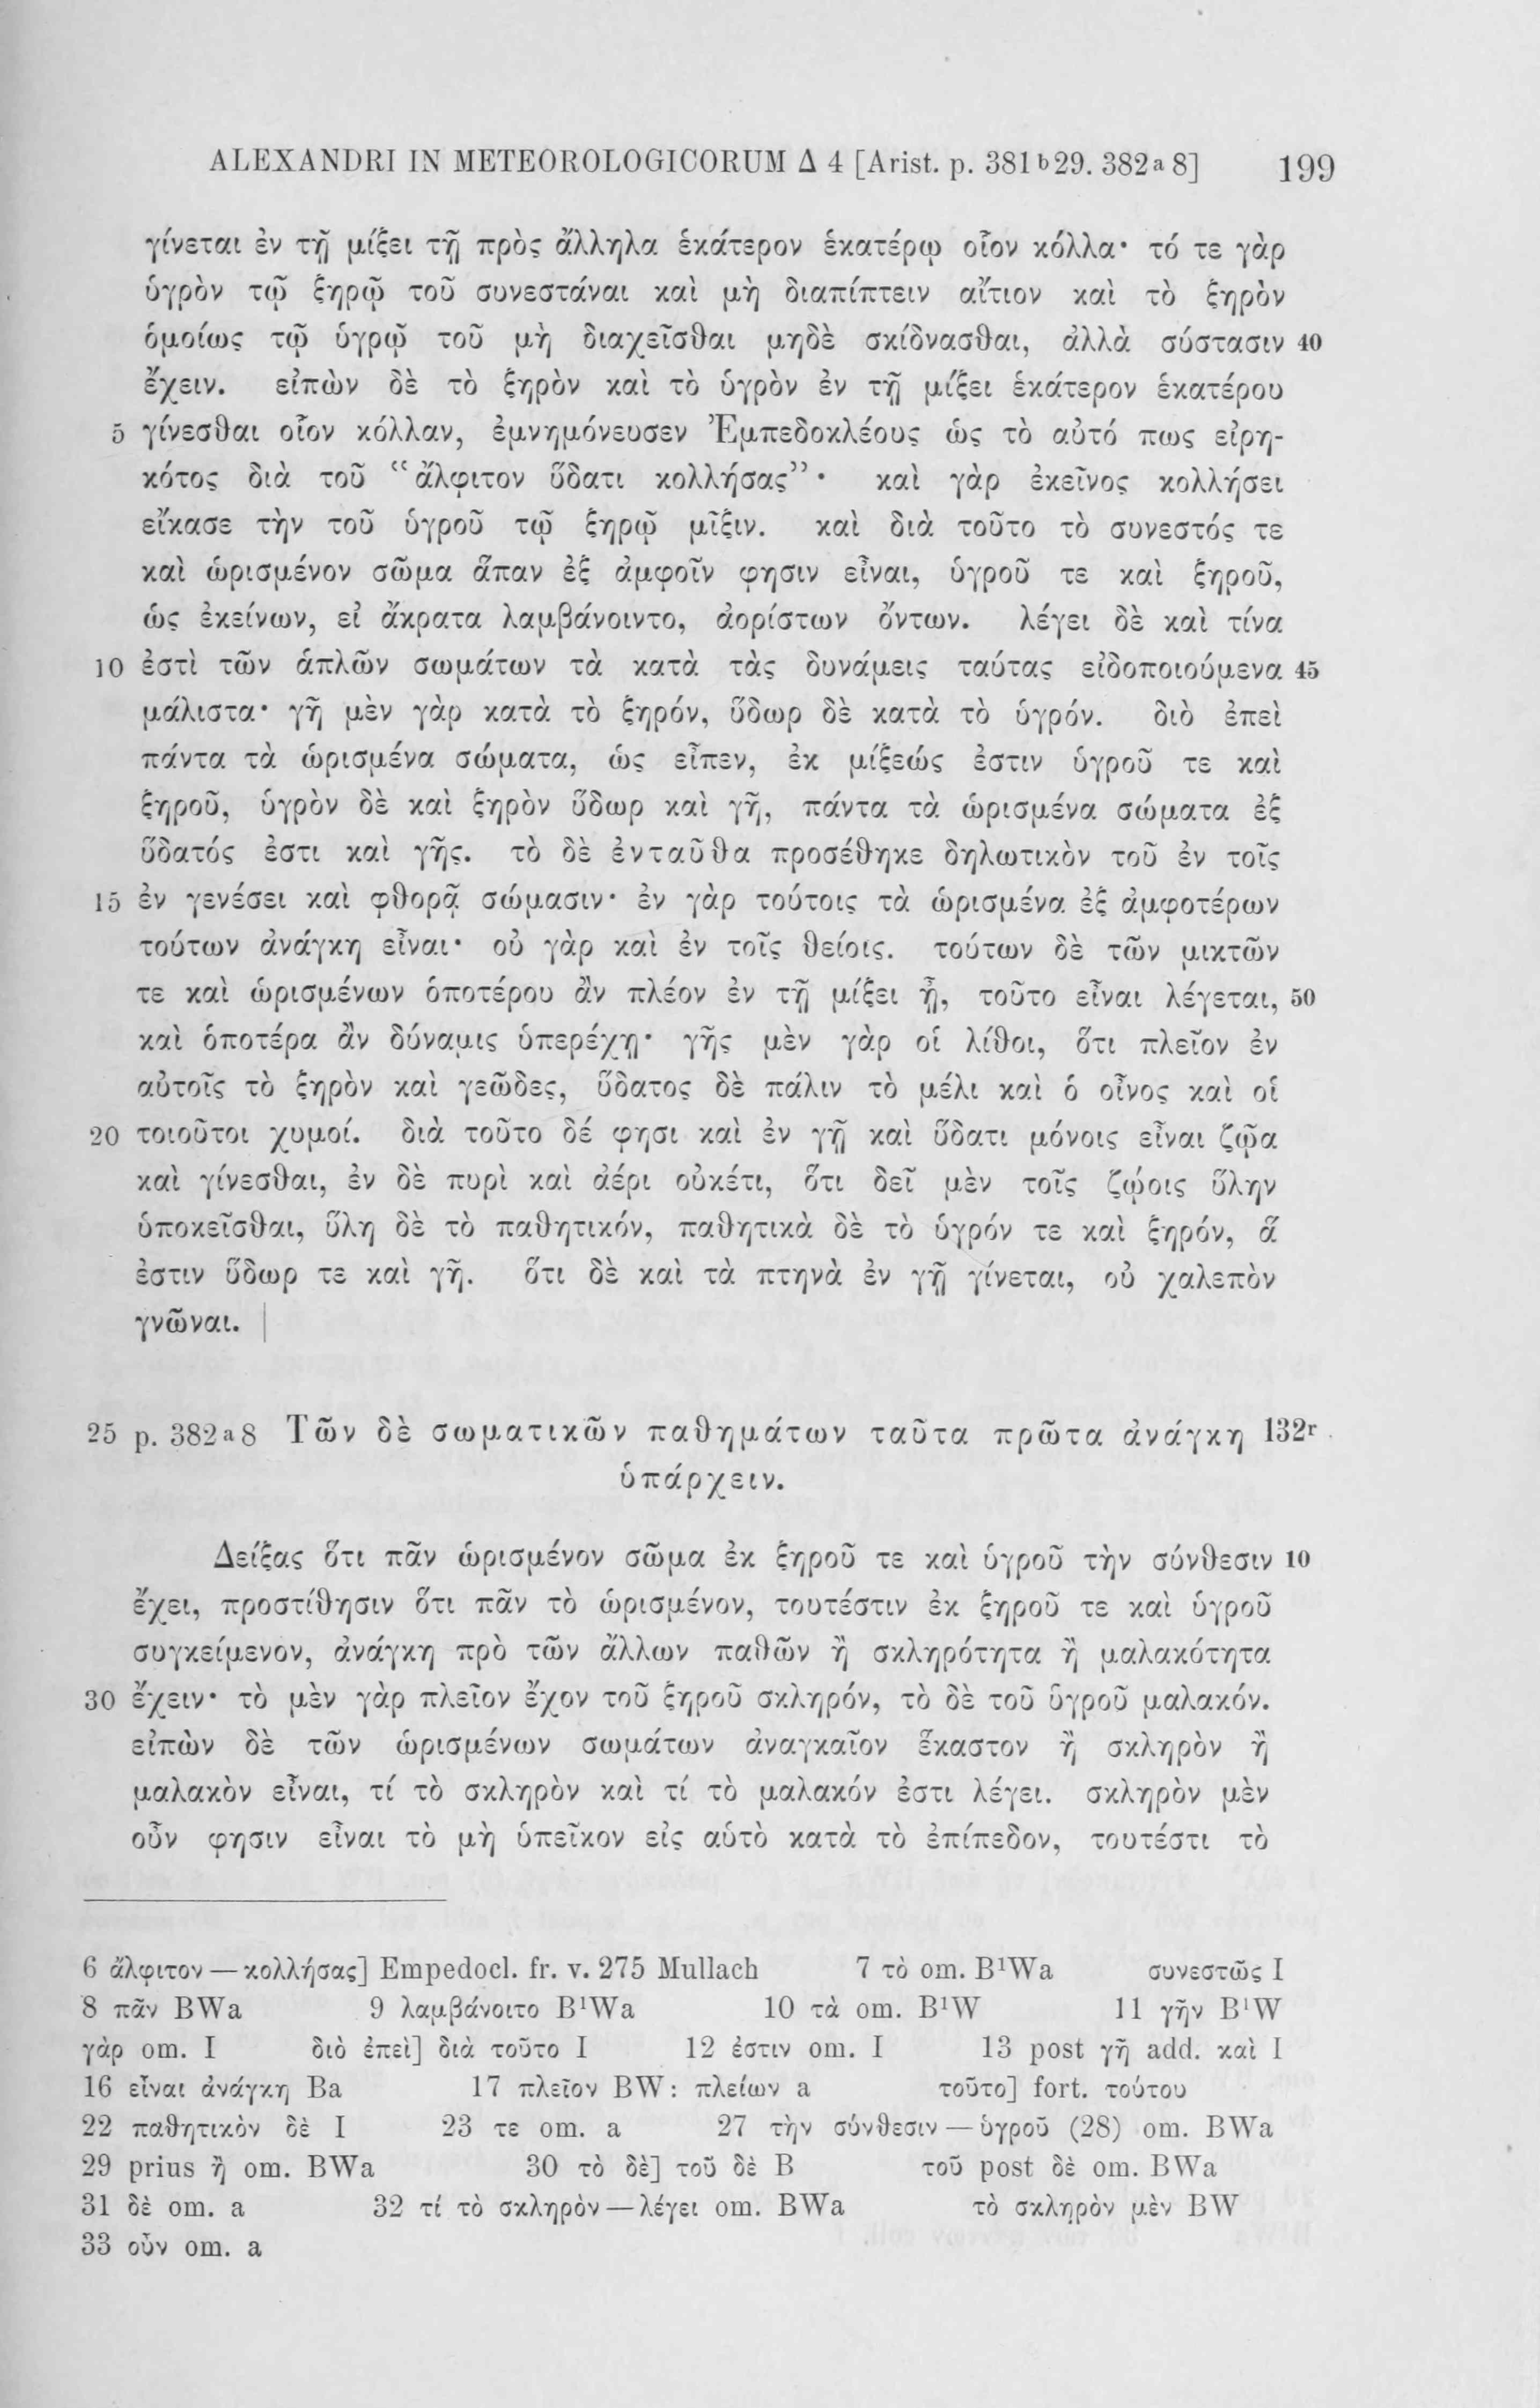 ALEXANDRI IN METEOROLOGICORUM Δ 4 [Arist. p. 381ᵇ29. 382ᵃ8] 199
γίνεται ἐν τῇ μίξει τῇ πρὸς ἄλληλα ἑκάτερον ἑκατέρῳ οἷον κόλλα· τό τε γὰρ
ὑγρὸν τῷ ξηρῷ τοῦ συνεστάναι καὶ μὴ διαπίπτειν αἴτιον καὶ τὸ ξηρὸν
ὁμοίως τῷ ὑγρῷ τοῦ μὴ διαχεῖσθαι μηδὲ σκίδνασθαι, ἀλλὰ σύστασιν 40
ἔχειν. εἰπὼν δὲ τὸ ξηρὸν καὶ τὸ ὑγρὸν ἐν τῇ μίξει ἑκάτερον ἑκατέρου
5 γίνεσθαι οἷον κόλλαν, ἐμνημόνευσεν Ἐμπεδοκλέους ὡς τὸ αὐτό πως εἰρη-
κότος διὰ τοῦ “ἄλφιτον ὕδατι κολλήσας”· καὶ γὰρ ἐκεῖνος κολλήσει
εἴκασε τὴν τοῦ ὑγροῦ τῷ ξηρῷ μῖξιν. καὶ διὰ τοῦτο τὸ συνεστός τε
καὶ ὡρισμένον σῶμα ἅπαν ἐξ ἀμφοῖν φησιν εἶναι, ὑγροῦ τε καὶ ξηροῦ,
ὡς ἐκείνων, εἰ ἄκρατα λαμβάνοιντο, ἀορίστων ὄντων. λέγει δὲ καὶ τίνα
10 ἐστὶ τῶν ἁπλῶν σωμάτων τὰ κατὰ τὰς δυνάμεις ταύτας εἰδοποιούμενα 45
μάλιστα· γῆ μὲν γὰρ κατὰ τὸ ξηρόν, ὕδωρ δὲ κατὰ τὸ ὑγρόν. διὸ ἐπεὶ
πάντα τὰ ὡρισμένα σώματα, ὡς εἶπεν, ἐκ μίξεώς ἐστιν ὑγροῦ τε καὶ
ξηροῦ, ὑγρὸν δὲ καὶ ξηρὸν ὕδωρ καὶ γῆ, πάντα τὰ ὡρισμένα σώματα ἐξ
ὕδατός ἐστι καὶ γῆς. τὸ δὲ ἐνταῦθα προσέθηκε δηλωτικὸν τοῦ ἐν τοῖς
15 ἐν γενέσει καὶ φθορᾷ σώμασιν· ἐν γὰρ τούτοις τὰ ὡρισμένα ἐξ ἀμφοτέρων
τούτων ἀνάγκη εἶναι· οὐ γὰρ καὶ ἐν τοῖς θείοις. τούτων δὲ τῶν μικτῶν
τε καὶ ὡρισμένων ὁποτέρου ἂν πλέον ἐν τῇ μίξει ᾖ, τοῦτο εἶναι λέγεται, 50
καὶ ὁποτέρα ἂν δύναμις ὑπερέχῃ· γῆς μὲν γὰρ οἱ λίθοι, ὅτι πλεῖον ἐν
αὐτοῖς τὸ ξηρὸν καὶ γεῶδες, ὕδατος δὲ πάλιν τὸ μέλι καὶ ὁ οἶνος καὶ οἱ
20 τοιοῦτοι χυμοί. διὰ τοῦτο δέ φησι καὶ ἐν γῇ καὶ ὕδατι μόνοις εἶναι ζῷα
καὶ γίνεσθαι, ἐν δὲ πυρὶ καὶ ἀέρι οὐκέτι, ὅτι δεῖ μὲν τοῖς ζῴοις ὕλην
ὑποκεῖσθαι, ὕλη δὲ τὸ παθητικόν, παθητικὰ δὲ τὸ ὑγρόν τε καὶ ξηρόν, ἅ
ἐστιν ὕδωρ τε καὶ γῆ. ὅτι δὲ καὶ τὰ πτηνὰ ἐν γῇ γίνεται, οὐ χαλεπὸν
γνῶναι. |
25 p. 382ᵃ8 Τῶν δὲ σωματικῶν παθημάτων ταῦτα πρῶτα ἀνάγκη 132ʳ
ὑπάρχειν.
Δείξας ὅτι πᾶν ὡρισμένον σῶμα ἐκ ξηροῦ τε καὶ ὑγροῦ τὴν σύνθεσιν 10
ἔχει, προστίθησιν ὅτι πᾶν τὸ ὡρισμένον, τουτέστιν ἐκ ξηροῦ τε καὶ ὑγροῦ
συγκείμενον, ἀνάγκη πρὸ τῶν ἄλλων παθῶν ἢ σκληρότητα ἢ μαλακότητα
30 ἔχειν· τὸ μὲν γὰρ πλεῖον ἔχον τοῦ ξηροῦ σκληρόν, τὸ δὲ τοῦ ὑγροῦ μαλακόν.
εἰπὼν δὲ τῶν ὡρισμένων σωμάτων ἀναγκαῖον ἕκαστον ἢ σκληρὸν ἢ
μαλακὸν εἶναι, τί τὸ σκληρὸν καὶ τί τὸ μαλακόν ἐστι λέγει. σκληρὸν μὲν
οὖν φησιν εἶναι τὸ μὴ ὑπεῖκον εἰς αὑτὸ κατὰ τὸ ἐπίπεδον, τουτέστι τὸ
6 ἄλφιτον — κολλήσας] Empedocl. fr. v. 275 Mullach 7 τὸ om. B¹Wa συνεστῶς I
8 πᾶν BWa 9 λαμβάνοιτο B¹Wa 10 τὰ om. B¹W 11 γῆν B¹W
γὰρ om. I διὸ ἐπεὶ] διὰ τοῦτο I 12 ἐστιν om. I 13 post γῆ add. καὶ I
16 εἶναι ἀνάγκη Ba 17 πλεῖον BW: πλείων a τοῦτο] fort. τούτου
22 παθητικὸν δὲ I 23 τε om. a 27 τὴν σύνθεσιν — ὑγροῦ (28) om. BWa
29 prius ἢ om. BWa 30 τὸ δὲ] τοῦ δὲ B τοῦ post δὲ om. BWa
31 δὲ om. a 32 τί τὸ σκληρὸν — λέγει om. BWa τὸ σκληρὸν μὲν BW
33 οὖν om. a